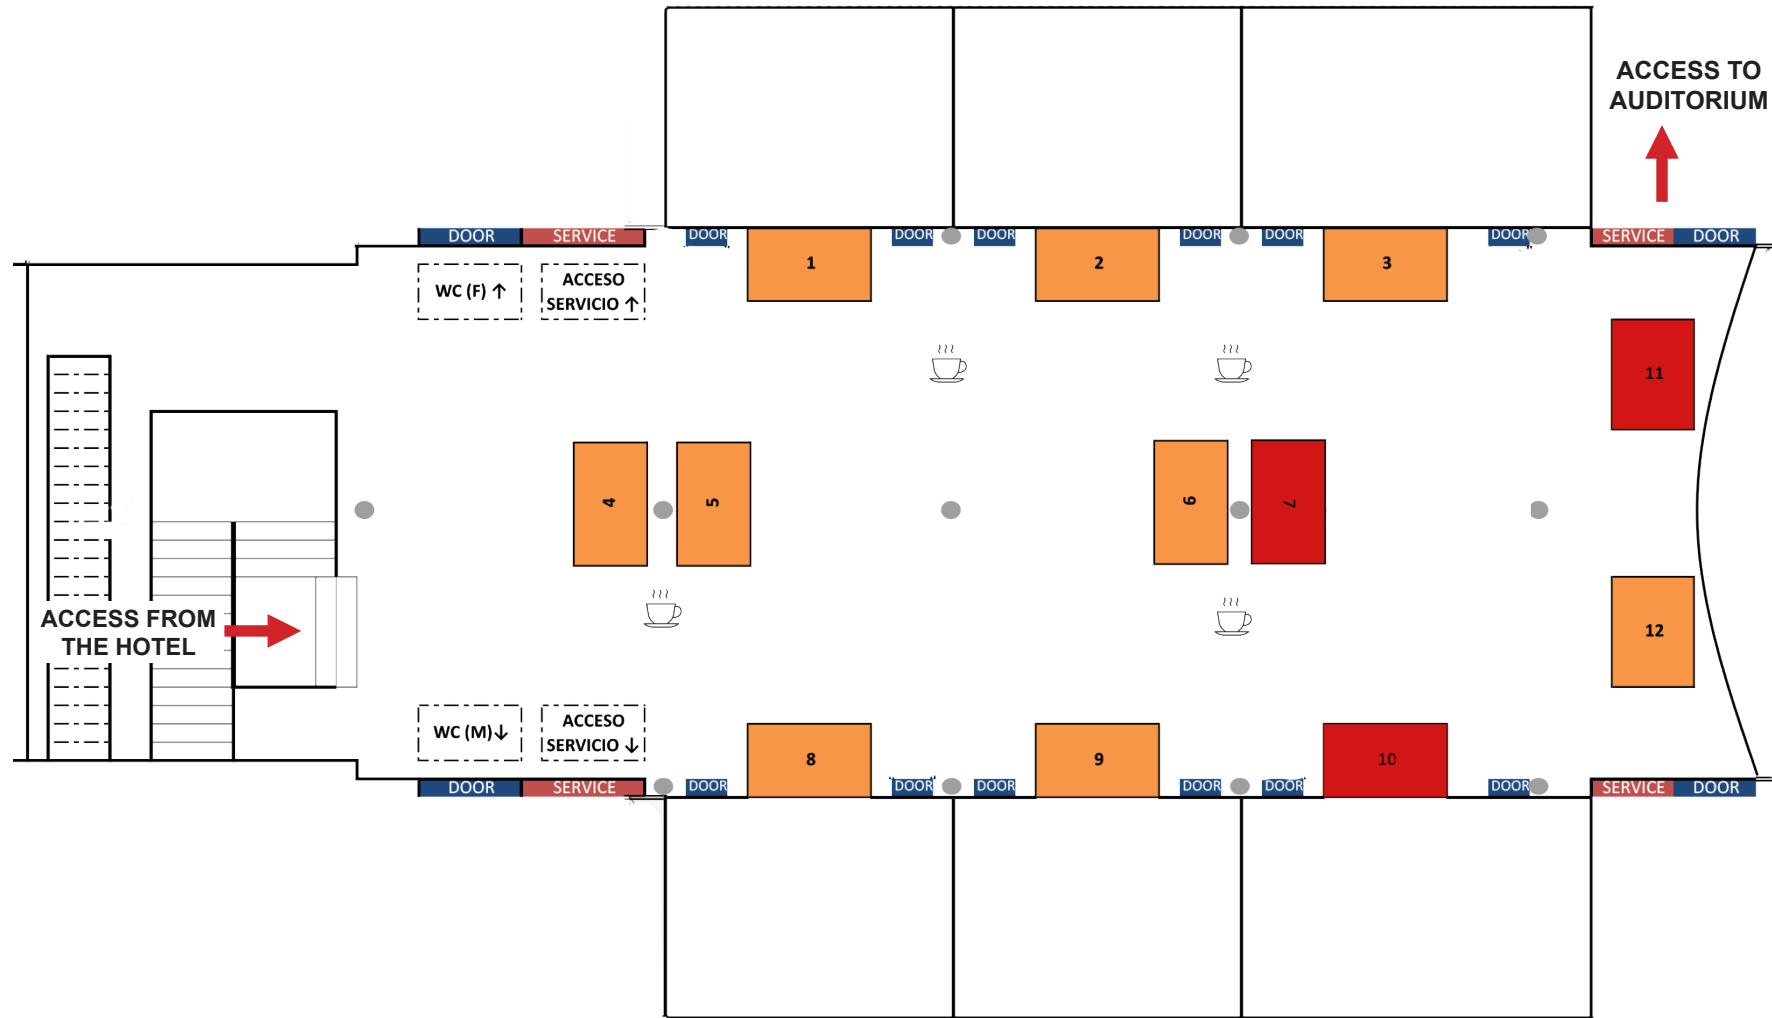 ACCESS TO
AUDITORIUM
DOOR SERVICE DOOR DOOR DOOR DOOR DOOR DOOR SERVICE DOOR
1 2 3
WC (F) ↑
ACCESO
SERVICIO ↑
11
4 5 6 7
ACCESS FROM
THE HOTEL
12
WC (M)↓
ACCESO
SERVICIO ↓
8 9 10
DOOR SERVICE DOOR DOOR DOOR DOOR DOOR DOOR SERVICE DOOR